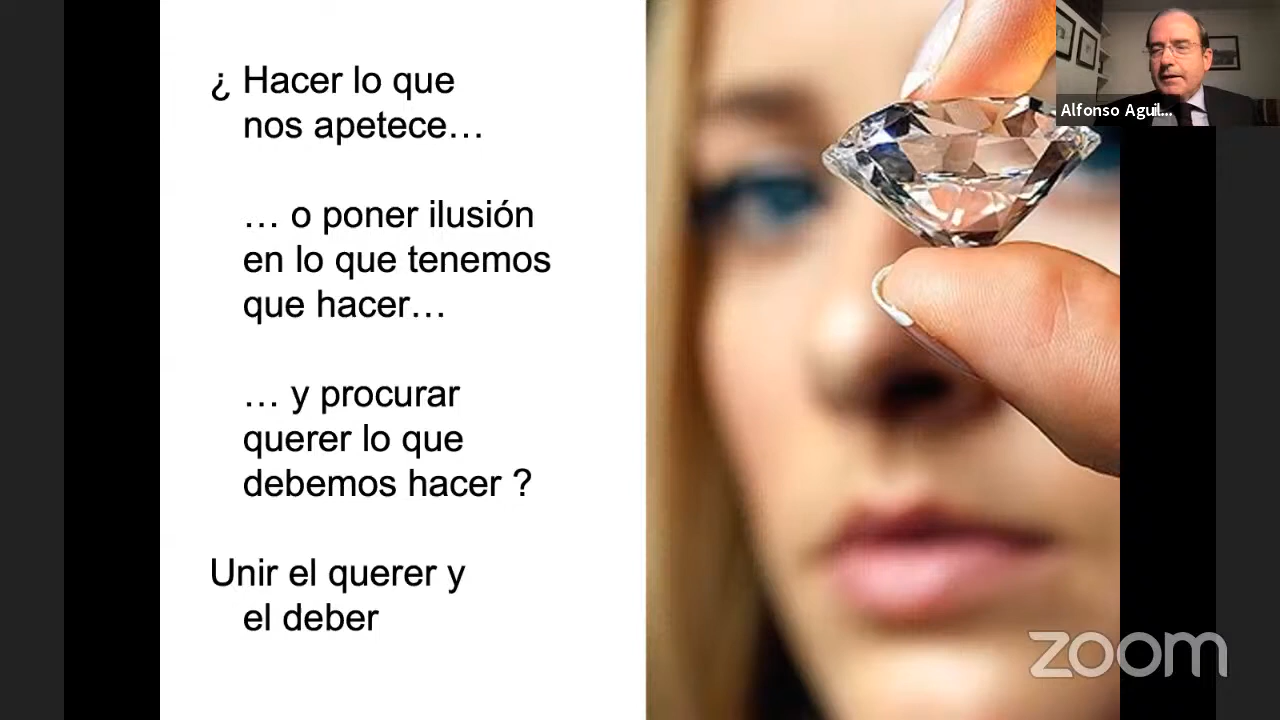 ¿ Hacer lo que
nos apetece…
… o poner ilusión
en lo que tenemos
que hacer…
… y procurar
querer lo que
debemos hacer ?
Unir el querer y
el deber
Alfonso Aguil...
zoom